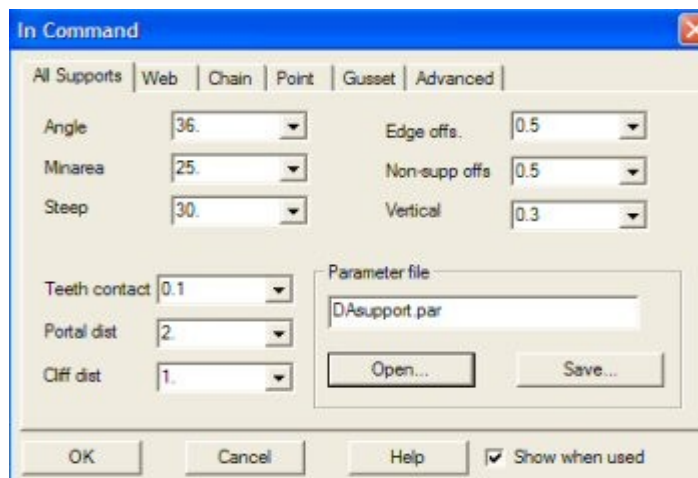 In Command
All Supports Web Chain Point Gusset Advanced
Angle 36. Edge offs. 0.5
Minarea 25. Non-supp offs 0.5
Steep 30. Vertical 0.3
Teeth contact 0.1 Parameter file
DAsupport.par
Portal dist 2.
Open... Save...
Cliff dist 1.
OK Cancel Help Show when used